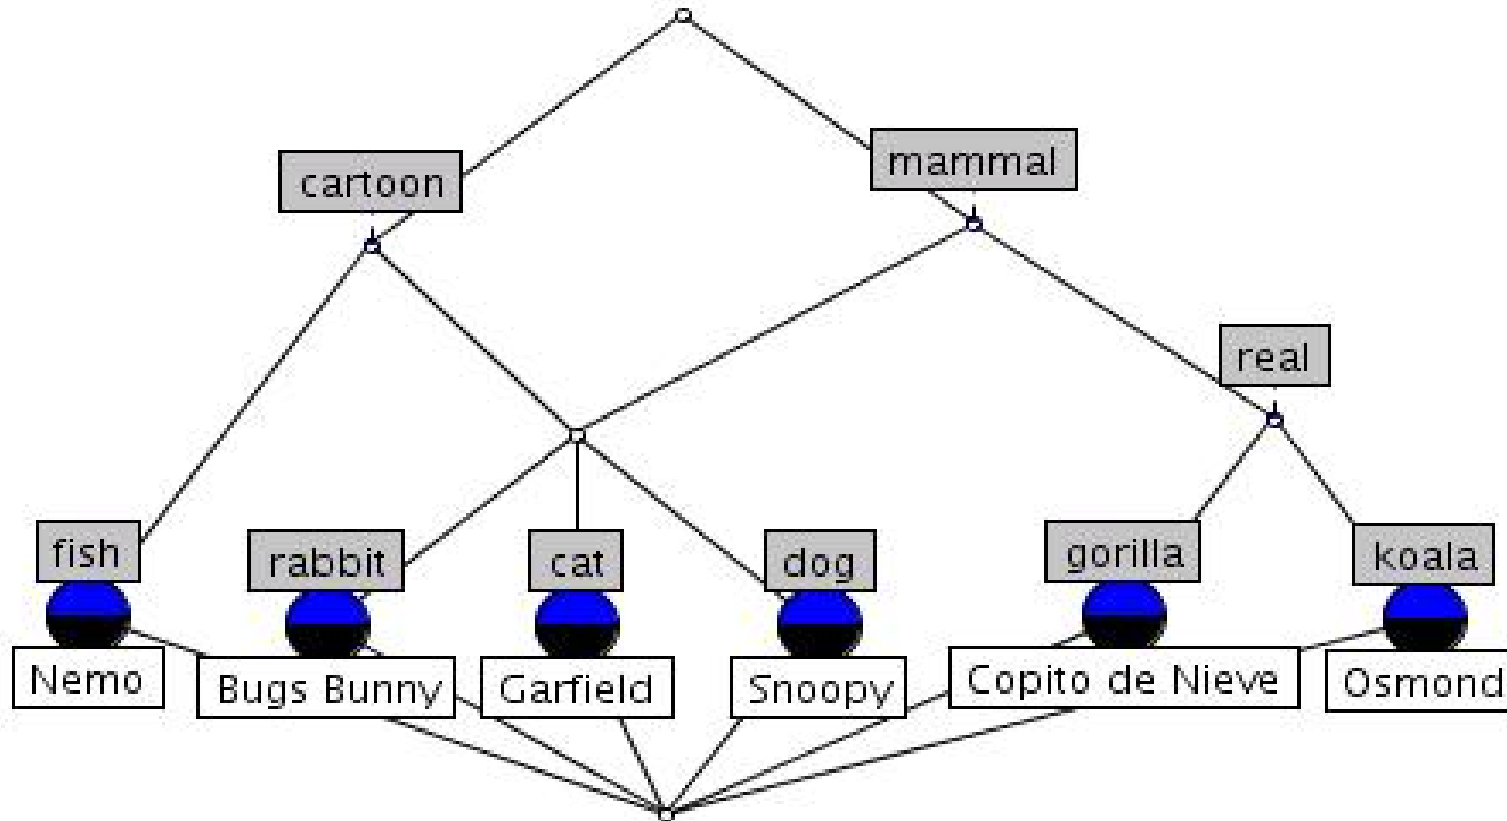 mammal
cartoon
real
fish
rabbit
cat
dog
gorilla
koala
Nemo
Bugs Bunny
Garfield
Snoopy
Copito de Nieve
Osmond